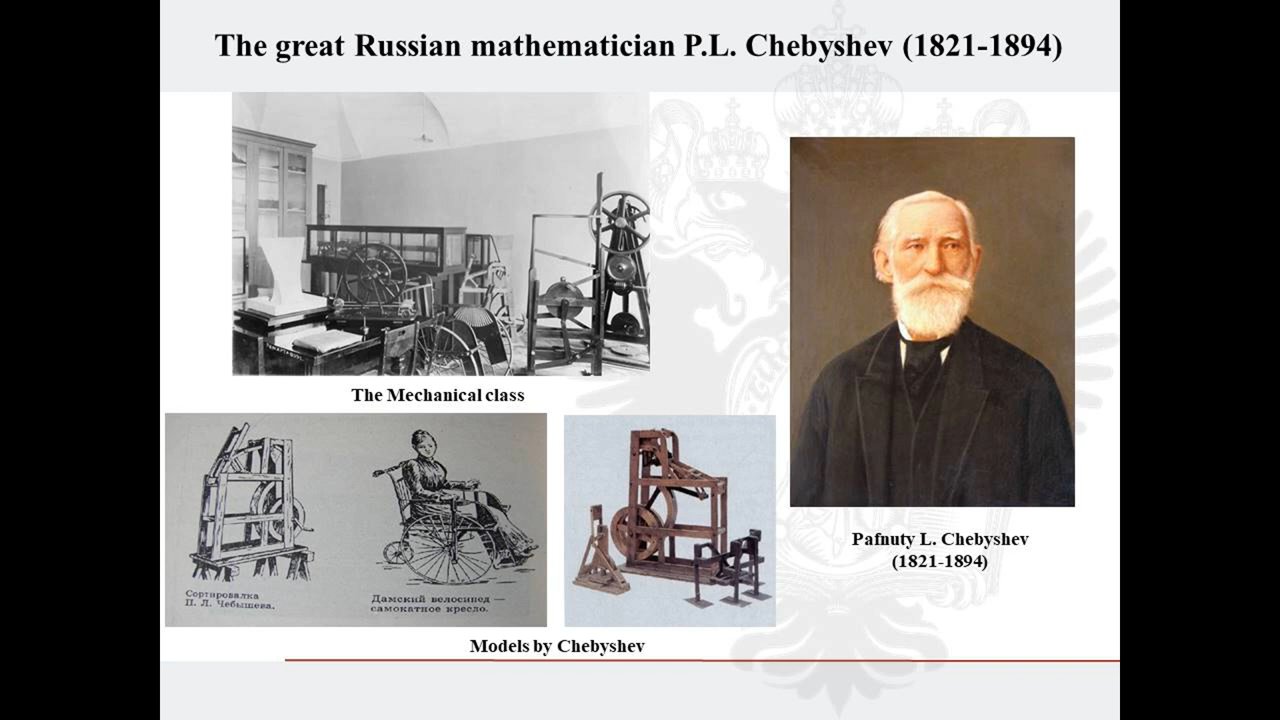 The great Russian mathematician P.L. Chebyshev (1821-1894)
The Mechanical class
Сортировалка
П. Л. Чебышева.
Дамский велосипед —
самокатное кресло.
Models by Chebyshev
Pafnuty L. Chebyshev
(1821-1894)